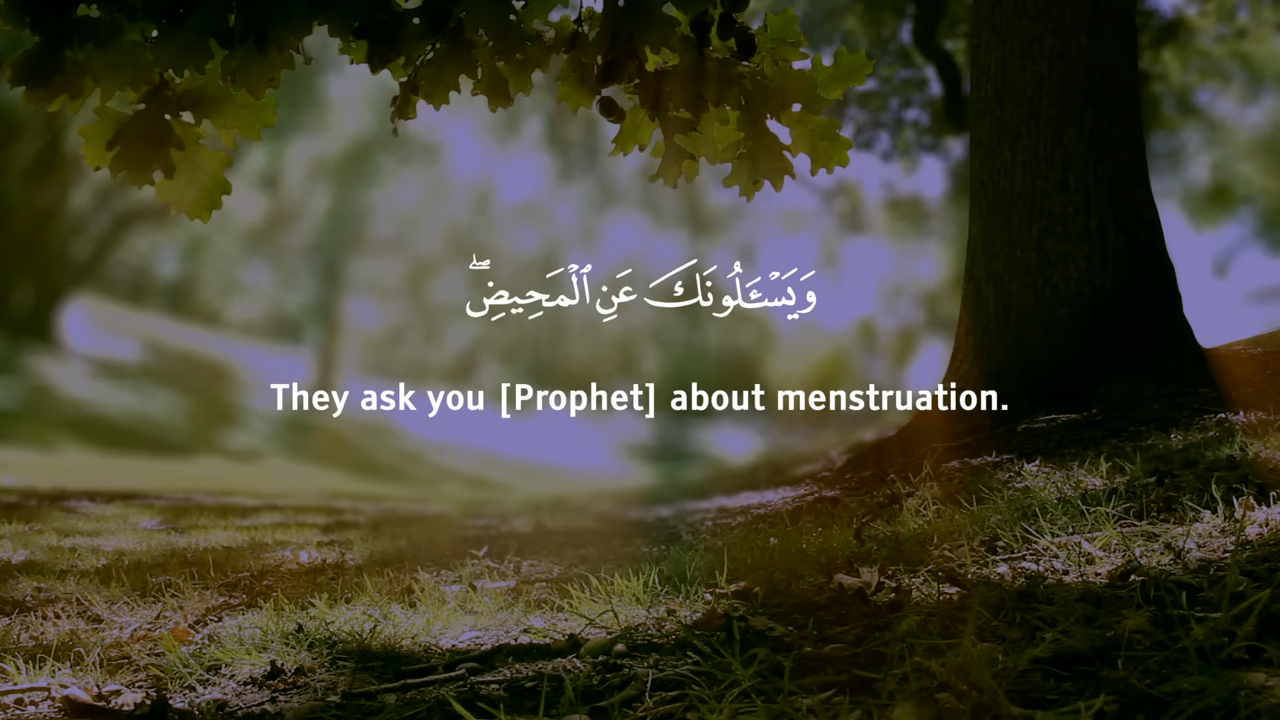 وَيَسْـَٔلُونَكَ عَنِ ٱلْمَحِيضِ ۖ
They ask you [Prophet] about menstruation.